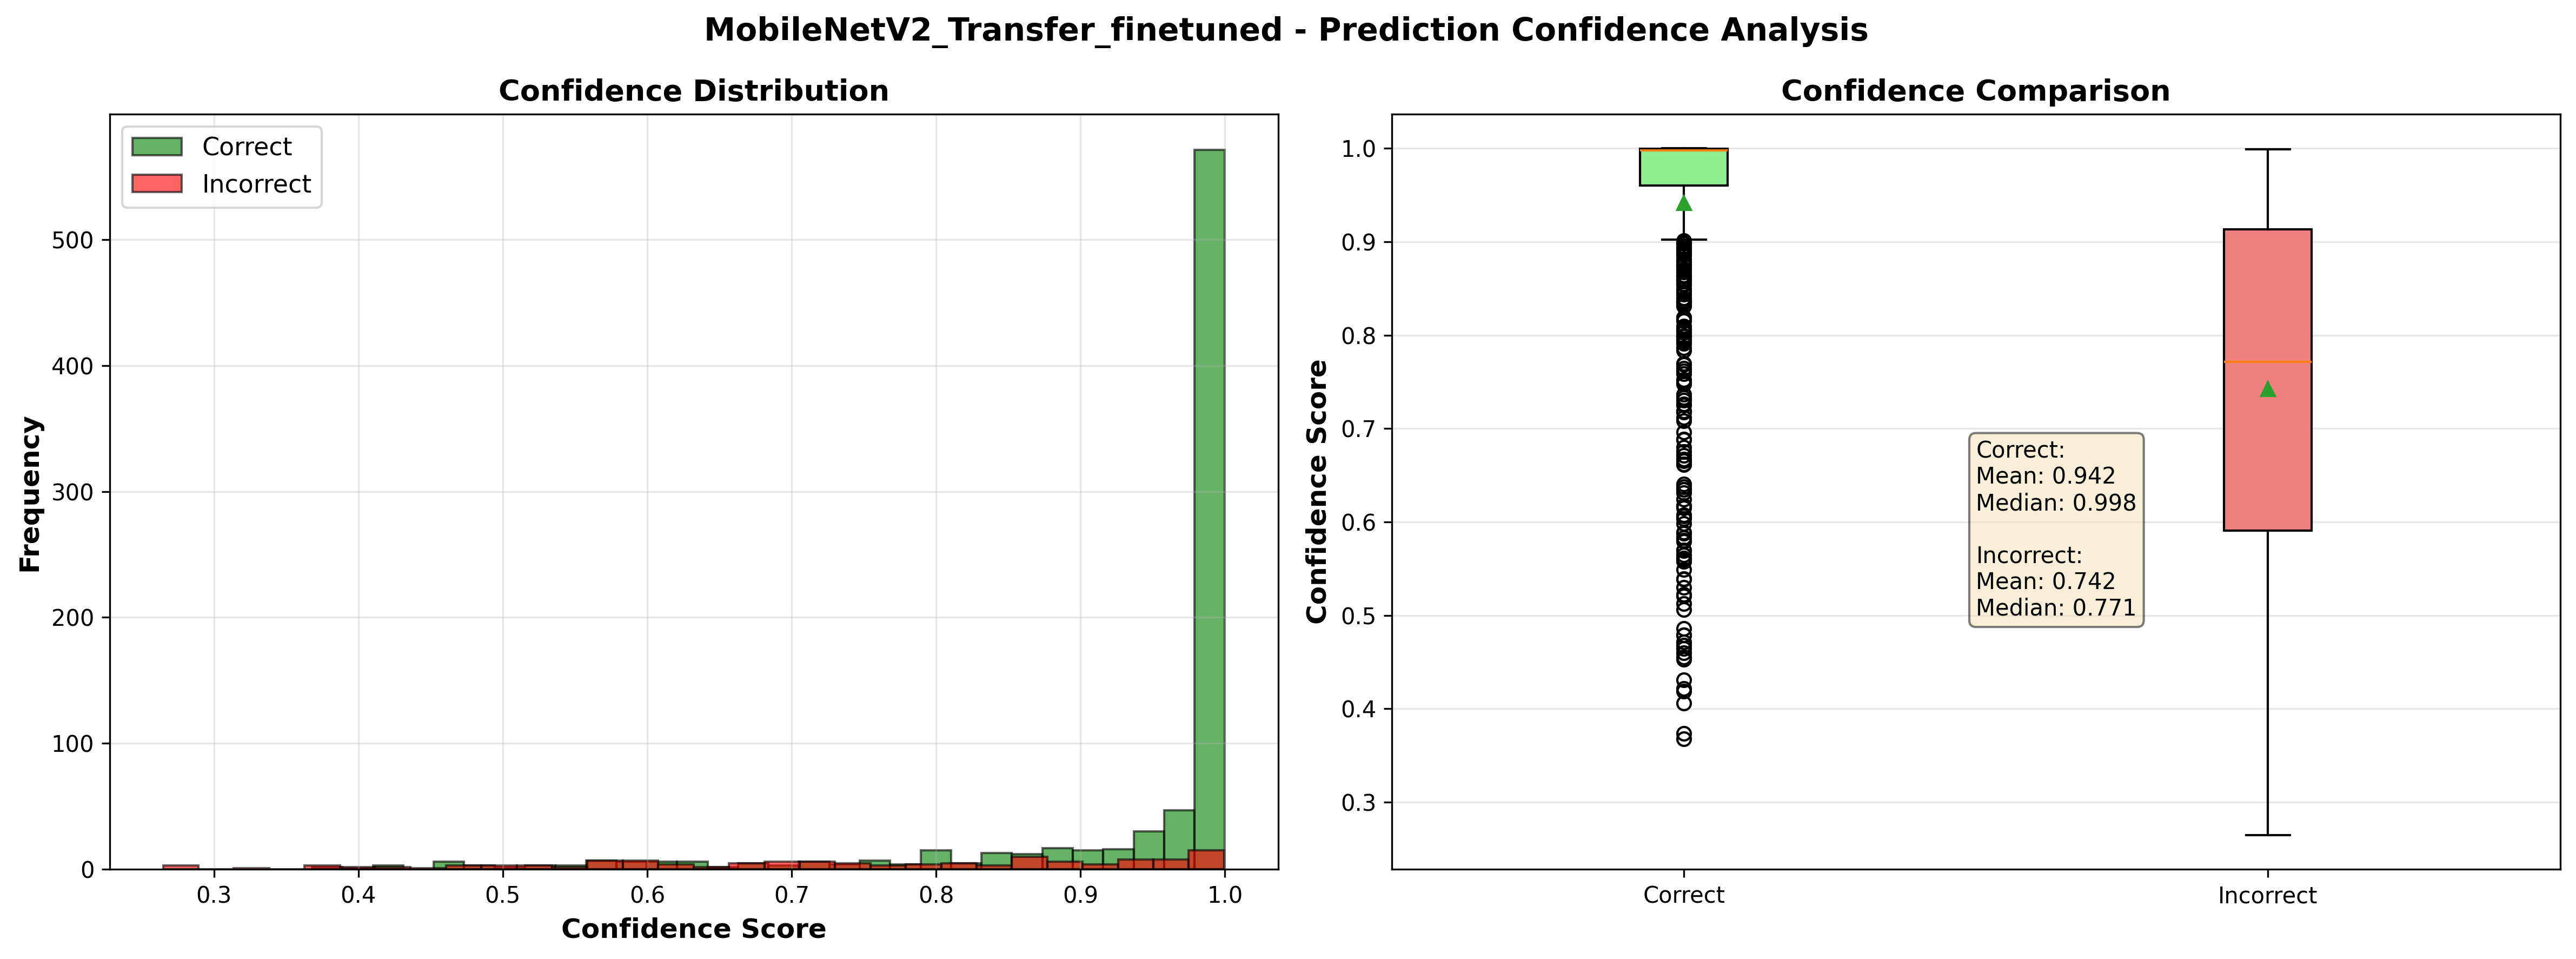 MobileNetV2_Transfer_finetuned - Prediction Confidence Analysis
Confidence Distribution
Correct
Incorrect
Frequency
500
400
300
200
100
0
0.3 0.4 0.5 0.6 0.7 0.8 0.9 1.0
Confidence Score
Confidence Comparison
Confidence Score
1.0
0.9
0.8
0.7
0.6
0.5
0.4
0.3
Correct:
Mean: 0.942
Median: 0.998
Incorrect:
Mean: 0.742
Median: 0.771
Correct Incorrect